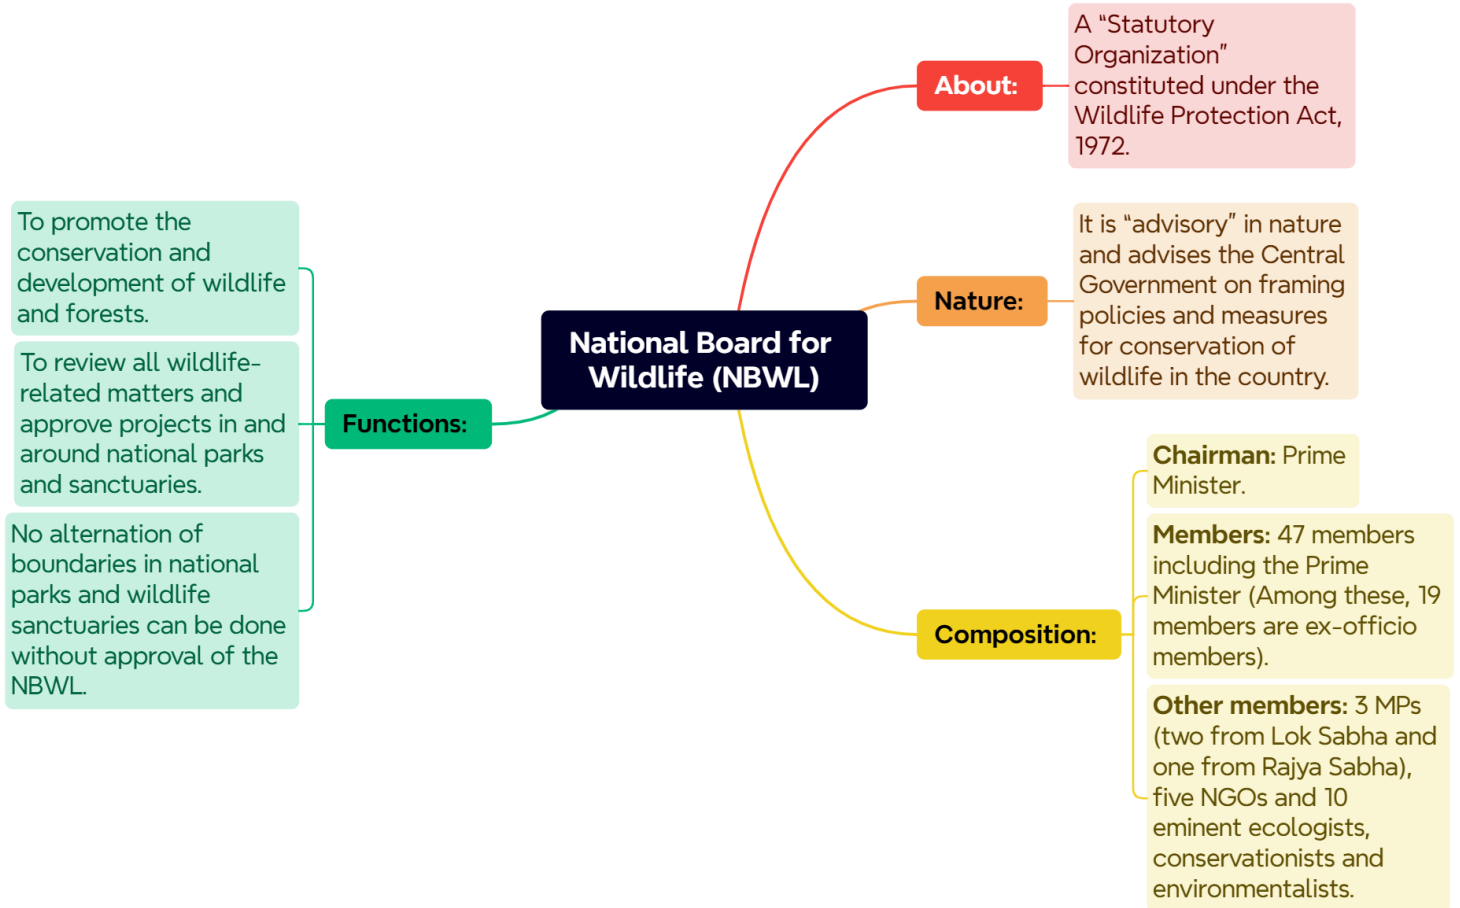 National Board for
Wildlife (NBWL)
About:
A “Statutory
Organization”
constituted under the
Wildlife Protection Act,
1972.
Nature:
It is “advisory” in nature
and advises the Central
Government on framing
policies and measures
for conservation of
wildlife in the country.
Composition:
Chairman: Prime
Minister.
Members: 47 members
including the Prime
Minister (Among these, 19
members are ex-officio
members).
Other members: 3 MPs
(two from Lok Sabha and
one from Rajya Sabha),
five NGOs and 10
eminent ecologists,
conservationists and
environmentalists.
Functions:
To promote the
conservation and
development of wildlife
and forests.
To review all wildlife-
related matters and
approve projects in and
around national parks
and sanctuaries.
No alternation of
boundaries in national
parks and wildlife
sanctuaries can be done
without approval of the
NBWL.